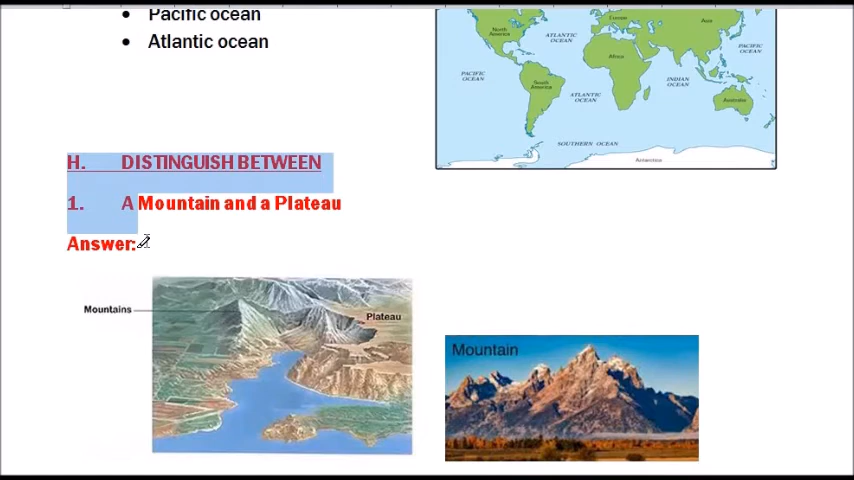 • Pacific ocean
• Atlantic ocean
North America
Europe
Asia
ATLANTIC OCEAN
PACIFIC OCEAN
Africa
PACIFIC OCEAN
South America
INDIAN OCEAN
ATLANTIC OCEAN
Australia
SOUTHERN OCEAN
Antarctica
H. DISTINGUISH BETWEEN
1. A Mountain and a Plateau
Answer:
Mountains
Plateau
Mountain